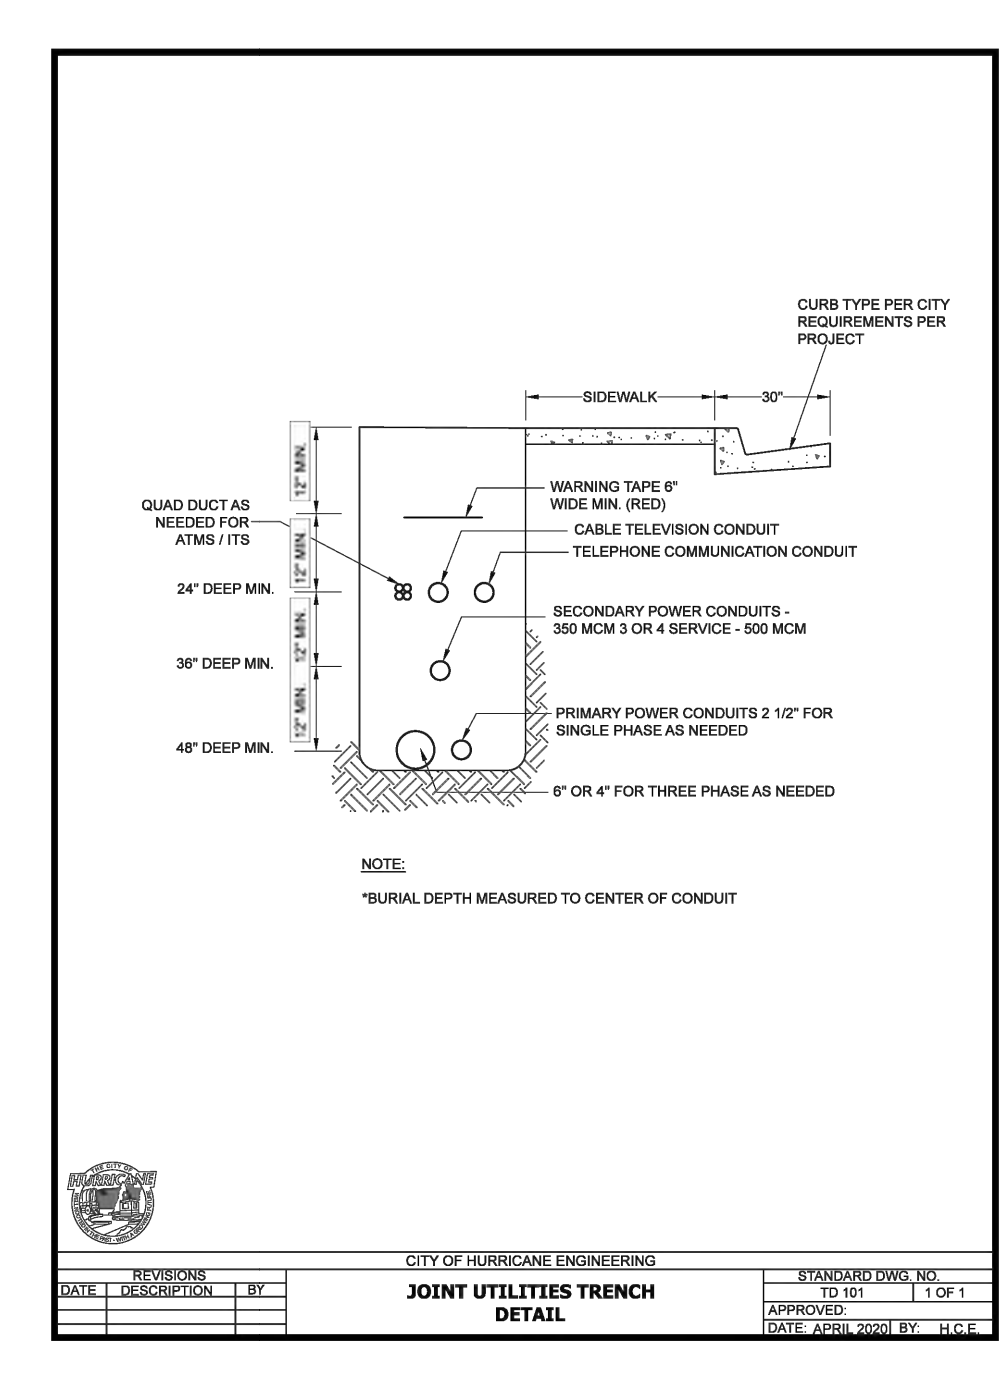 CURB TYPE PER CITY
REQUIREMENTS PER
PROJECT
SIDEWALK
30"
12" MIN.
WARNING TAPE 6"
WIDE MIN. (RED)
QUAD DUCT AS
NEEDED FOR
ATMS / ITS
CABLE TELEVISION CONDUIT
12" MIN.
TELEPHONE COMMUNICATION CONDUIT
24" DEEP MIN.
SECONDARY POWER CONDUITS -
350 MCM 3 OR 4 SERVICE - 500 MCM
12" MIN.
36" DEEP MIN.
12" MIN.
PRIMARY POWER CONDUITS 2 1/2" FOR
SINGLE PHASE AS NEEDED
48" DEEP MIN.
6" OR 4" FOR THREE PHASE AS NEEDED
NOTE:
*BURIAL DEPTH MEASURED TO CENTER OF CONDUIT
THE CITY OF
HURRICANE
CITY OF HURRICANE ENGINEERING
REVISIONS
DATE DESCRIPTION BY
JOINT UTILITIES TRENCH
DETAIL
STANDARD DWG. NO.
TD 101 1 OF 1
APPROVED:
DATE: APRIL 2020 BY: H.C.E.